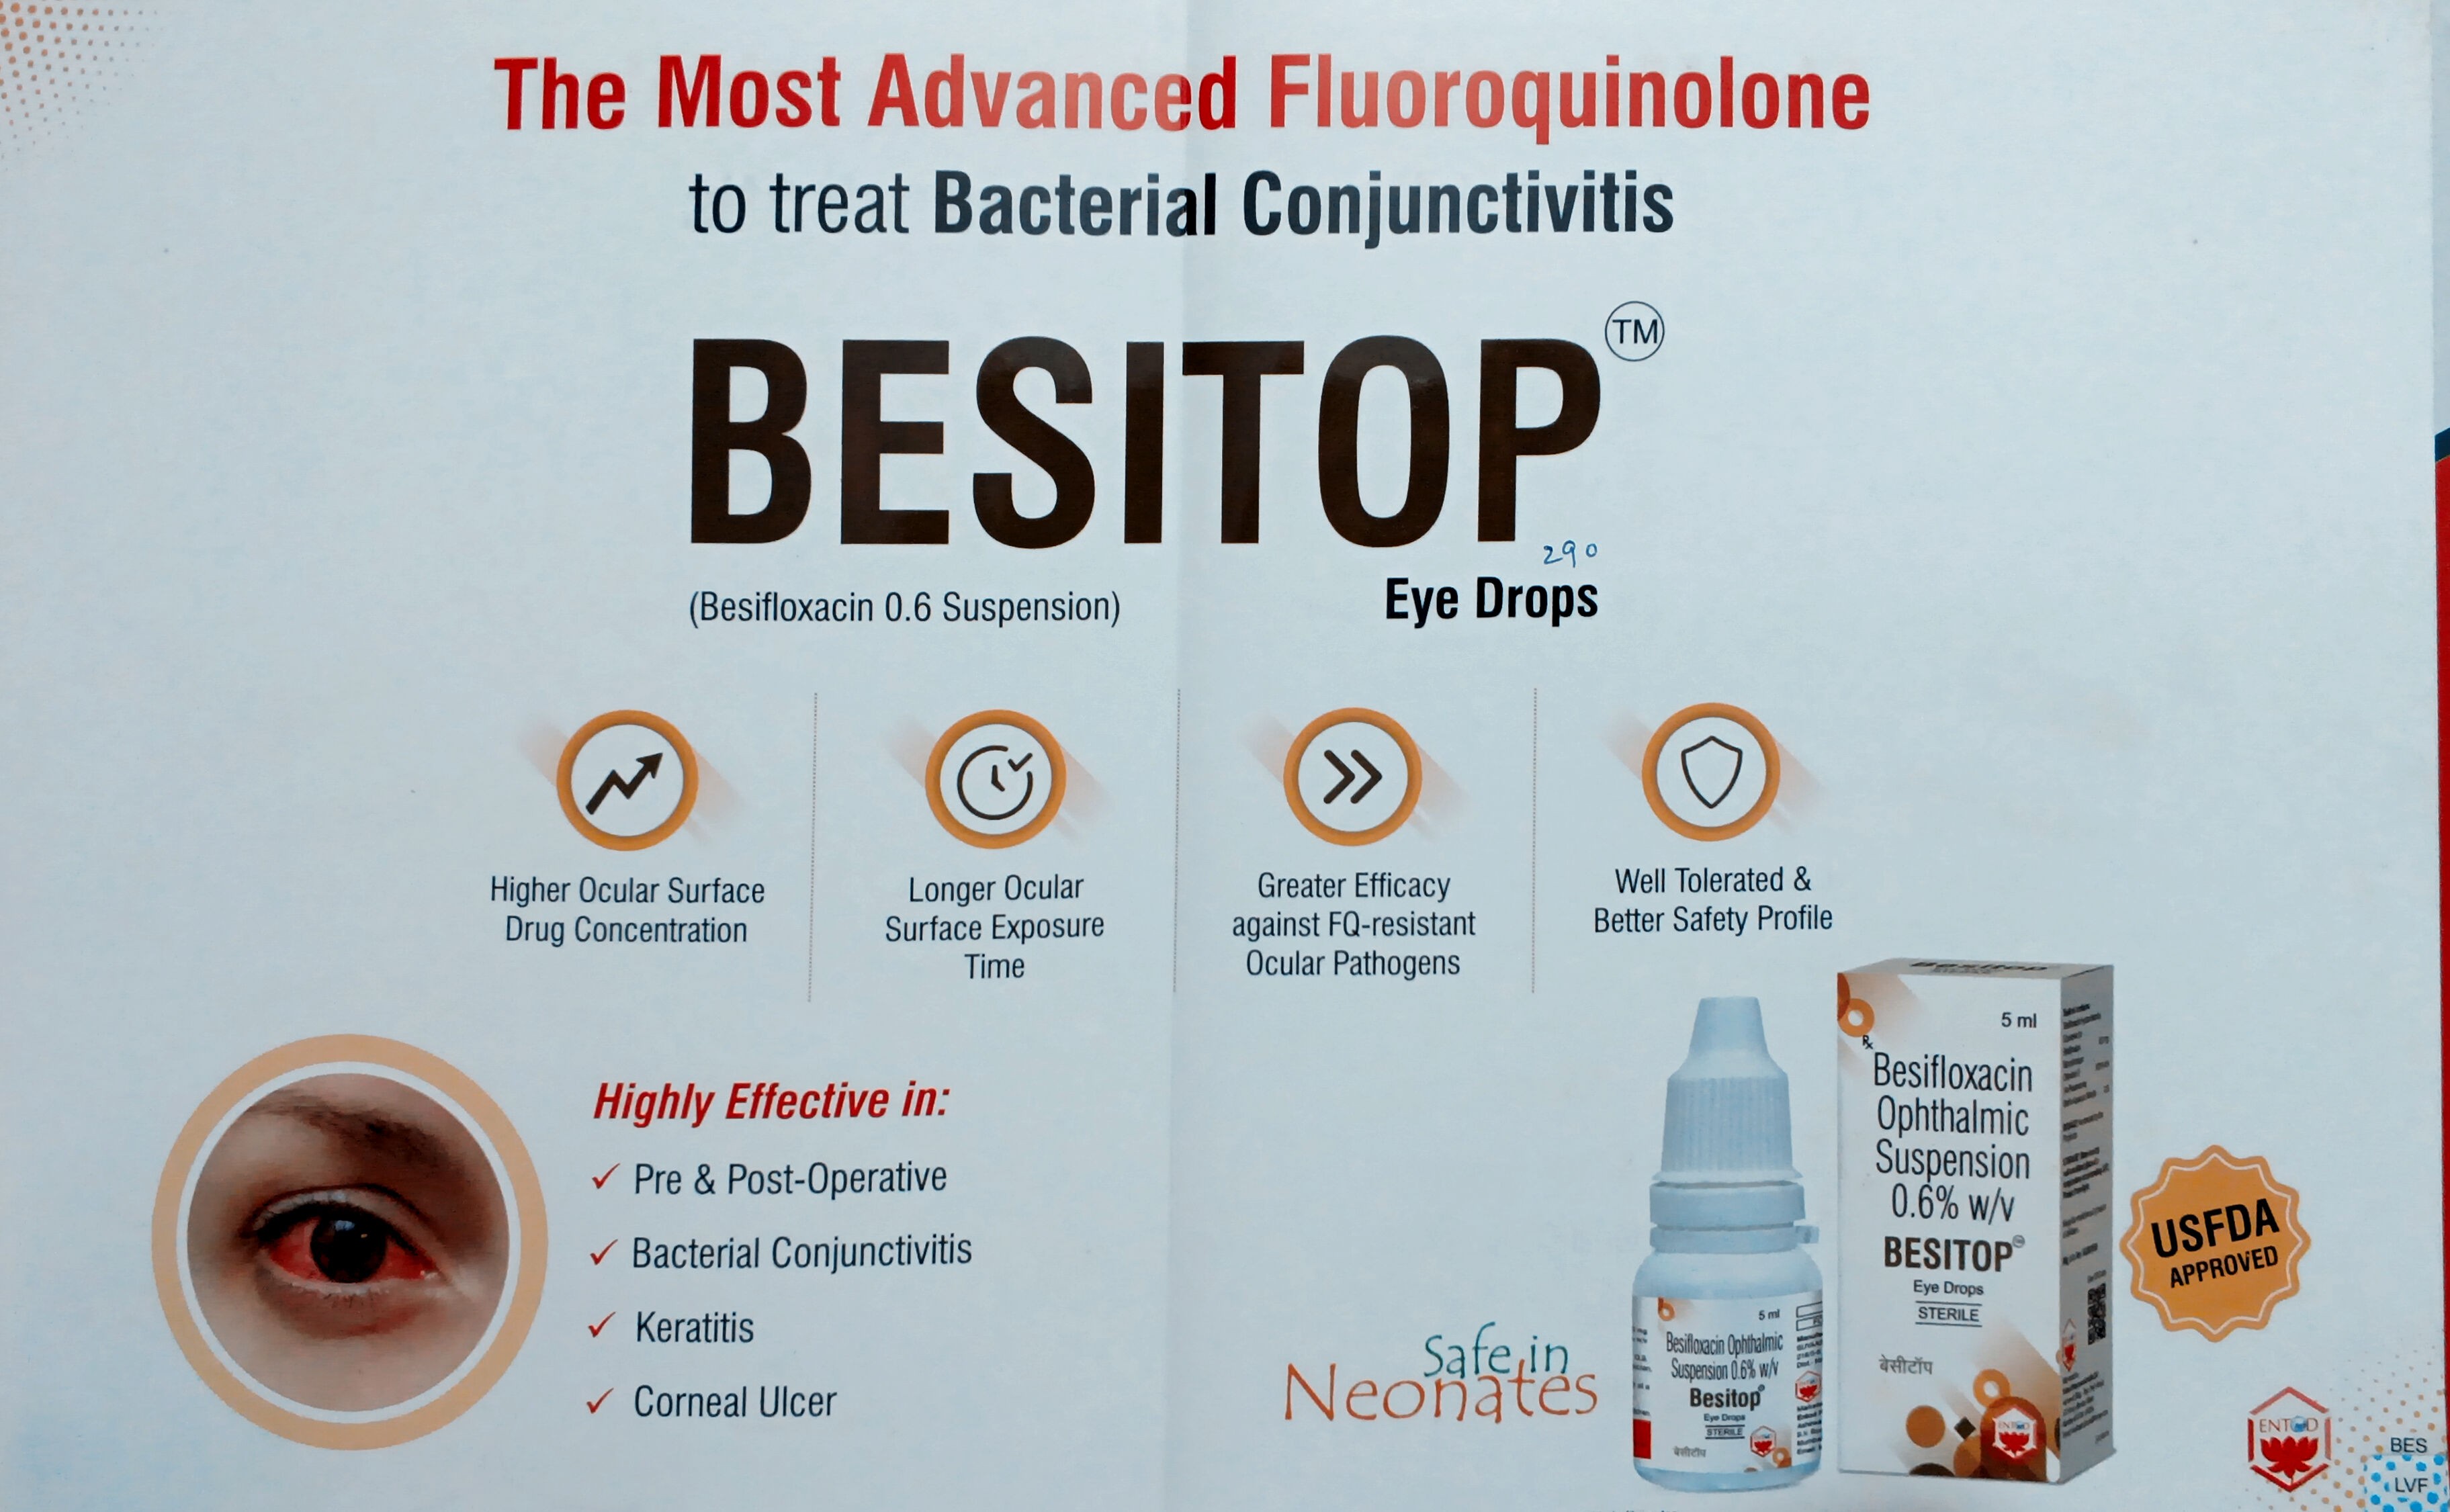 The Most Advanced Fluoroquinolone
to treat Bacterial Conjunctivitis
BESITOP TM
290
(Besifloxacin 0.6 Suspension)
Eye Drops
Higher Ocular Surface
Drug Concentration
Longer Ocular
Surface Exposure
Time
Greater Efficacy
against FQ-resistant
Ocular Pathogens
Well Tolerated &
Better Safety Profile
Highly Effective in:
✓ Pre & Post-Operative
✓ Bacterial Conjunctivitis
✓ Keratitis
✓ Corneal Ulcer
Safe in
Neonates
5 ml
Besifloxacin Ophthalmic
Suspension 0.6% w/v
Besitop
Eye Drops
STERILE
बेसीटॉप
Besitop
5 ml
Rx
Besifloxacin
Ophthalmic
Suspension
0.6% w/v
BESITOP
Eye Drops
STERILE
बेसीटॉप
ENTOD
USFDA
APPROVED
ENTOD
BES
LVF